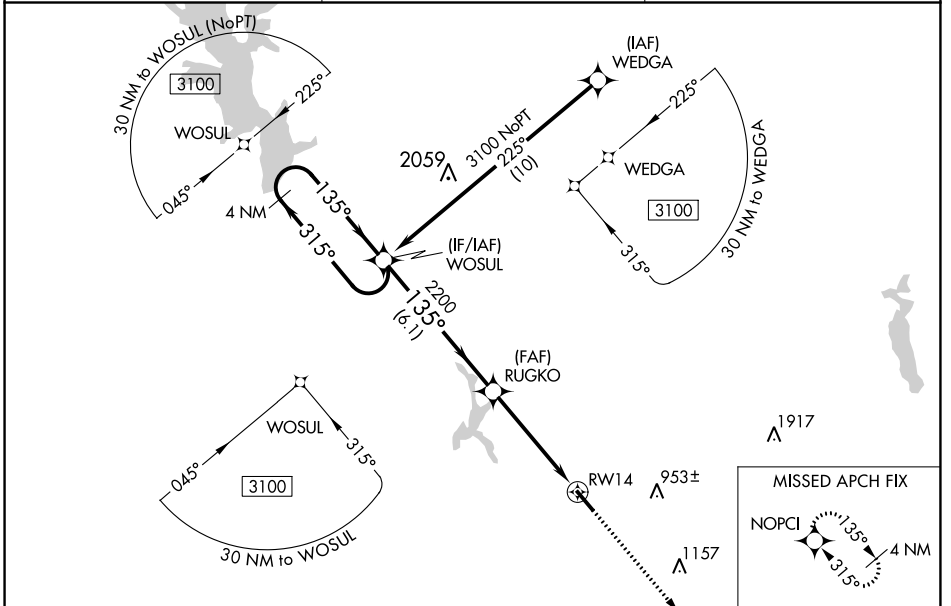 30 NM to WOSUL (NoPT)
3100
225°
WOSUL
045°
(IAF)
WEDGA
3100 NoPT
225°
(10)
2059
225°
WEDGA
3100
315°
30 NM to WEDGA
4 NM
135°
315°
(IF/IAF)
WOSUL
2200
135°
(6.1)
(FAF)
RUGKO
WOSUL
045°
315°
3100
30 NM to WOSUL
1917
RW14
953±
1157
MISSED APCH FIX
NOPCI
135°
4 NM
315°